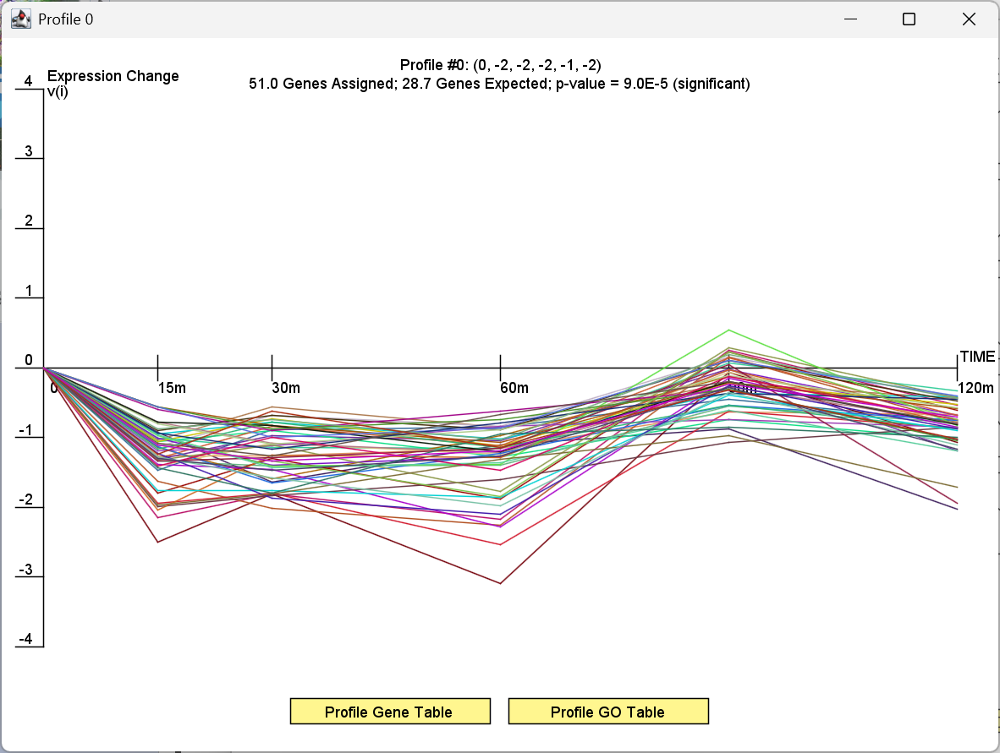 Profile 0
Profile #0: (0, -2, -2, -2, -1, -2)
51.0 Genes Assigned; 28.7 Genes Expected; p-value = 9.0E-5 (significant)
Expression Change
v(i)
4
3
2
1
0
-1
-2
-3
-4
TIME
0
15m
30m
60m
90m
120m
Profile Gene Table
Profile GO Table